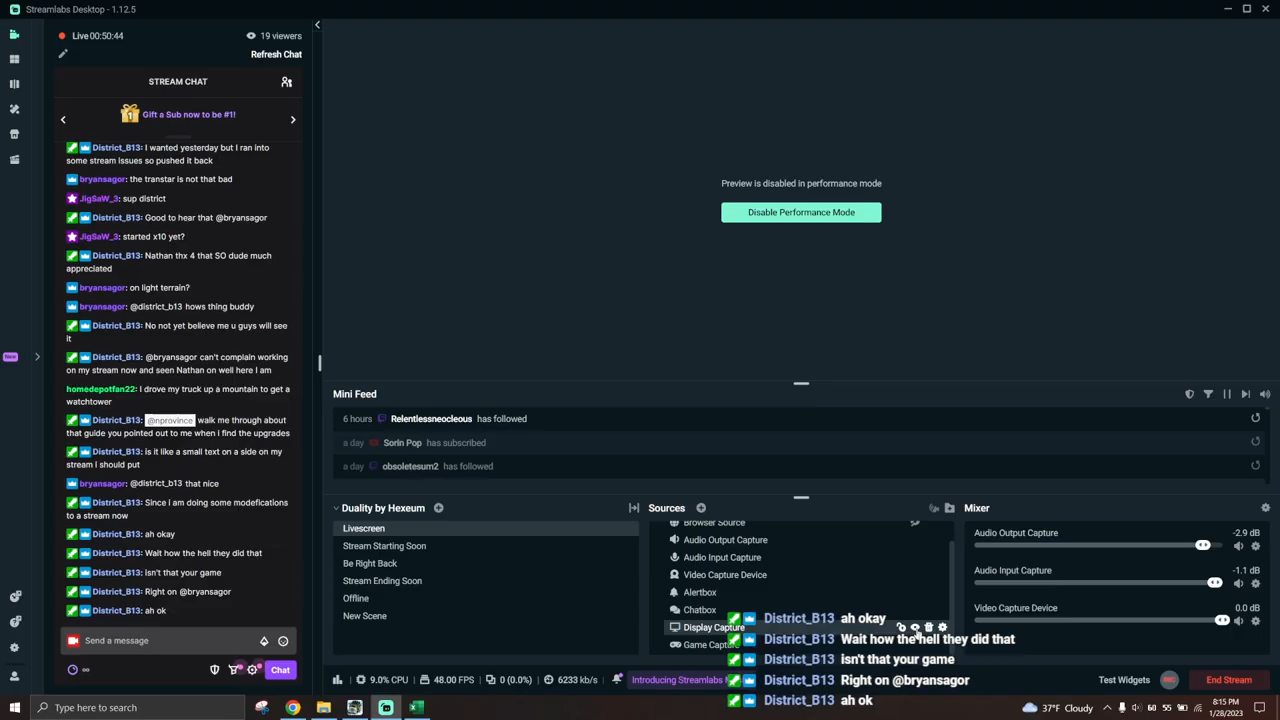 Streamlabs Desktop - 1.12.5
Live 00:50:44
19 viewers
Refresh Chat
STREAM CHAT
1
Gift a Sub now to be #1!
District_B13: I wanted yesterday but I ran into
some stream Issues so pushed It back
bryansagor: the transtar is not that bad
JigSaW_3: sup district
District_B13: Good to hear that @bryansagor
JigSaW_3: started x10 yet?
District_B13: Nathan thx 4 that SO dude much
appreciated
bryansagor: on light terrain?
bryansagor: @district_b13 hows thing buddy
District_B13: No not yet believe me u guys will see
it
District_B13: @bryansagor can't complain working
on my stream now and seen Nathan on well here I am
homedepotfan22: I drove my truck up a mountain to get a
watchtower
District_B13: @nprovince walk me through about
that guide you pointed out to me when i find the upgrades
District_B13: is it like a small text on a side on my
stream I should put
bryansagor: @district_b13 that nice
District_B13: Since I am doing some modefications
to a stream now
District_B13: ah okay
District_B13: Wait how the hell they did that
District_B13: isn't that your game
District_B13: Right on @bryansagor
District_B13: ah ok
Send a message
∞
Chat
New
Preview is disabled in performance mode
Disable Performance Mode
Mini Feed
6 hours Relentlessneocleous has followed
a day Sorin Pop has subscribed
a day obsoletesum2 has followed
Duality by Hexeum
Livescreen
Stream Starting Soon
Be Right Back
Stream Ending Soon
Offline
New Scene
Sources
Browser Source
Audio Output Capture
Audio Input Capture
Video Capture Device
Alertbox
Chatbox
Display Capture
Game Capture
Mixer
Audio Output Capture -2.9 dB
Audio Input Capture -1.1 dB
Video Capture Device 0.0 dB
District_B13 ah okay
District_B13 Wait how the hell they did that
District_B13 isn't that your game
District_B13 Right on @bryansagor
District_B13 ah ok
9.0% CPU
48.00 FPS
0 (0.0%)
6233 kb/s
Introducing Streamlabs
Test Widgets
REC
End Stream
Type here to search
37°F Cloudy
60 55
8:15 PM
1/28/2023